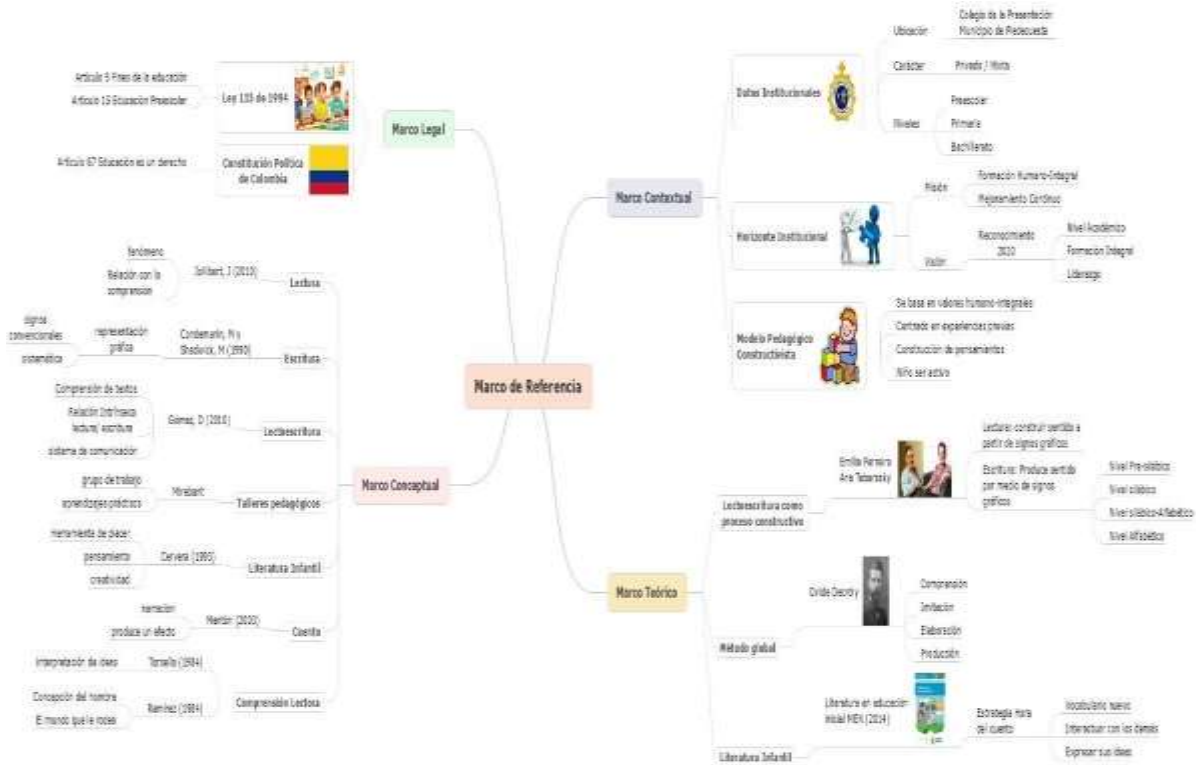 Marco de Referencia
Marco Legal
Ley 115 de 1994
Artículo 5 Fines de la educación
Artículo 15 Educación Preescolar
Constitución Política
de Colombia
Artículo 67 Educación es un derecho
Marco Conceptual
Lectura
Jolibert, J (2013)
fenómeno
Relación con la
comprensión
Escritura
Condemarín, M y
Shadwick, M (1990)
representación
gráfica
signos
convencionales
sistemática
Lectoescritura
Gómez, D (2010)
Comprensión de textos
Relación Intrínseca
lectura/ escritura
sistema de comunicación
Talleres pedagógicos
Mirebant
grupo de trabajo
aprendizajes prácticos
Literatura Infantil
Cervera
herramienta de placer
pensamiento
creatividad
Cuento
narración
produce un efecto
Comprensión Lectora
(1984)
interpretación de ideas
Ramírez (1984)
Concepción del hombre
El mundo que le rodea
Marco Contextual
Datos Institucionales
Ubicación
Colegio de la Presentación
Municipio de Piedecuesta
Carácter
Privado / Mixta
Niveles
Preescolar
Primaria
Bachillerato
Horizonte Institucional
Misión
Formación Humano-Integral
Mejoramiento Continuo
Visión
Reconocimiento
2020
Nivel Académico
Formación Integral
Liderazgo
Modelo Pedagógico
Constructivista
Se basa en valores humano-integrales
Centrado en experiencias previas
Construcción de pensamientos
Niño ser activo
Marco Teórico
Lectoescritura como
proceso constructivo
Emilia Ferreiro
Ana Teberosky
Lectura: construir sentido a
partir de signos gráficos
Escritura: Produce sentido
por medio de signos
gráficos
Nivel Pre-silábico
Nivel silábico
Nivel silábico-Alfabético
Nivel Alfabético
Método global
Ovide Decroly
Comprensión
Imitación
Elaboración
Producción
Literatura Infantil
Literatura en educación
inicial MEN (2014)
Estrategia Hora
del cuento
Vocabulario nuevo
Interactuar con los demás
Expresar sus ideas